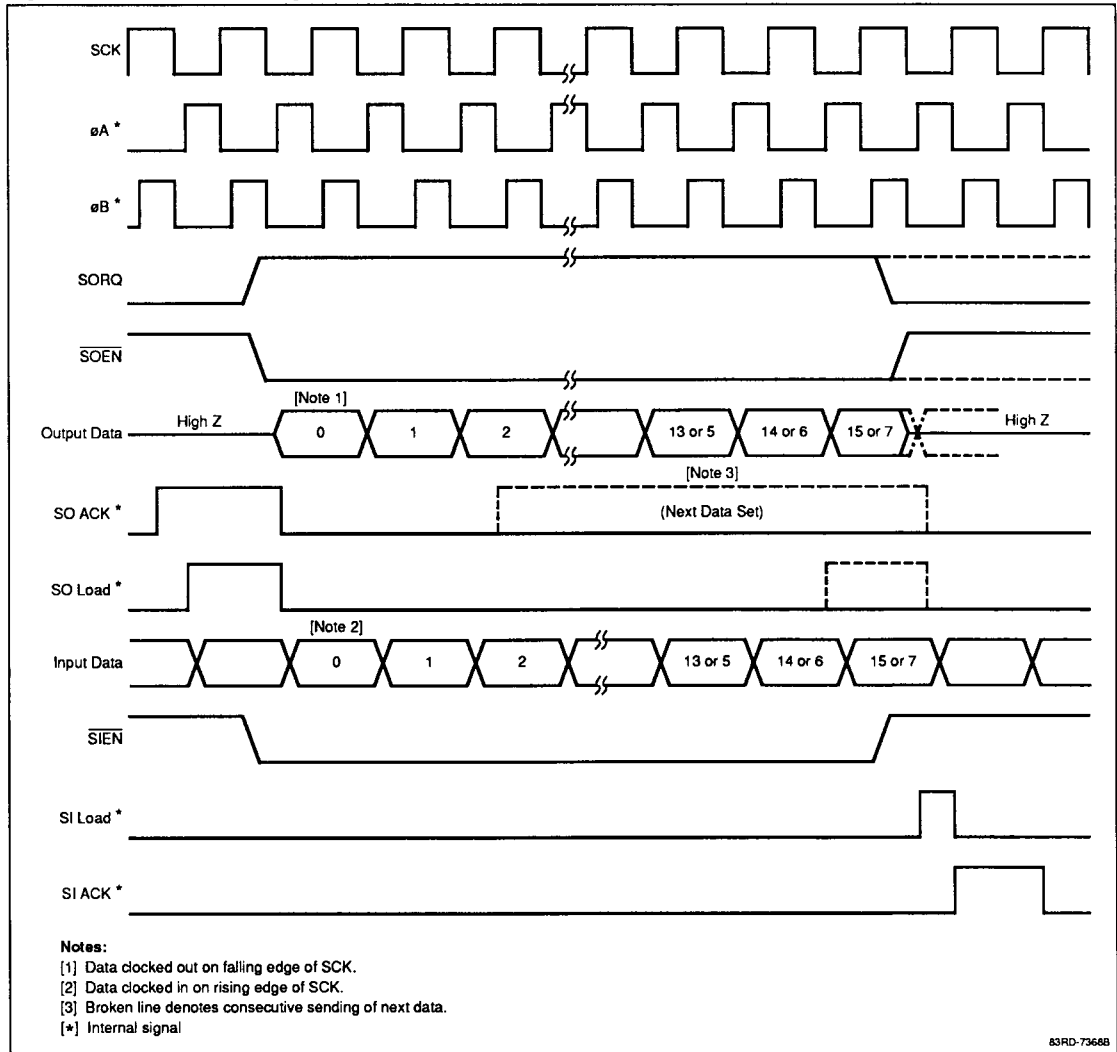 SCK
øA *
øB *
SORQ
SOEN
[Note 1]
Output Data High Z 0 1 2 13 or 5 14 or 6 15 or 7 High Z
[Note 3]
SO ACK * (Next Data Set)
SO Load *
[Note 2]
Input Data 0 1 2 13 or 5 14 or 6 15 or 7
SIEN
SI Load *
SI ACK *
Notes:
[1] Data clocked out on falling edge of SCK.
[2] Data clocked in on rising edge of SCK.
[3] Broken line denotes consecutive sending of next data.
[*] Internal signal
83RD-7368B